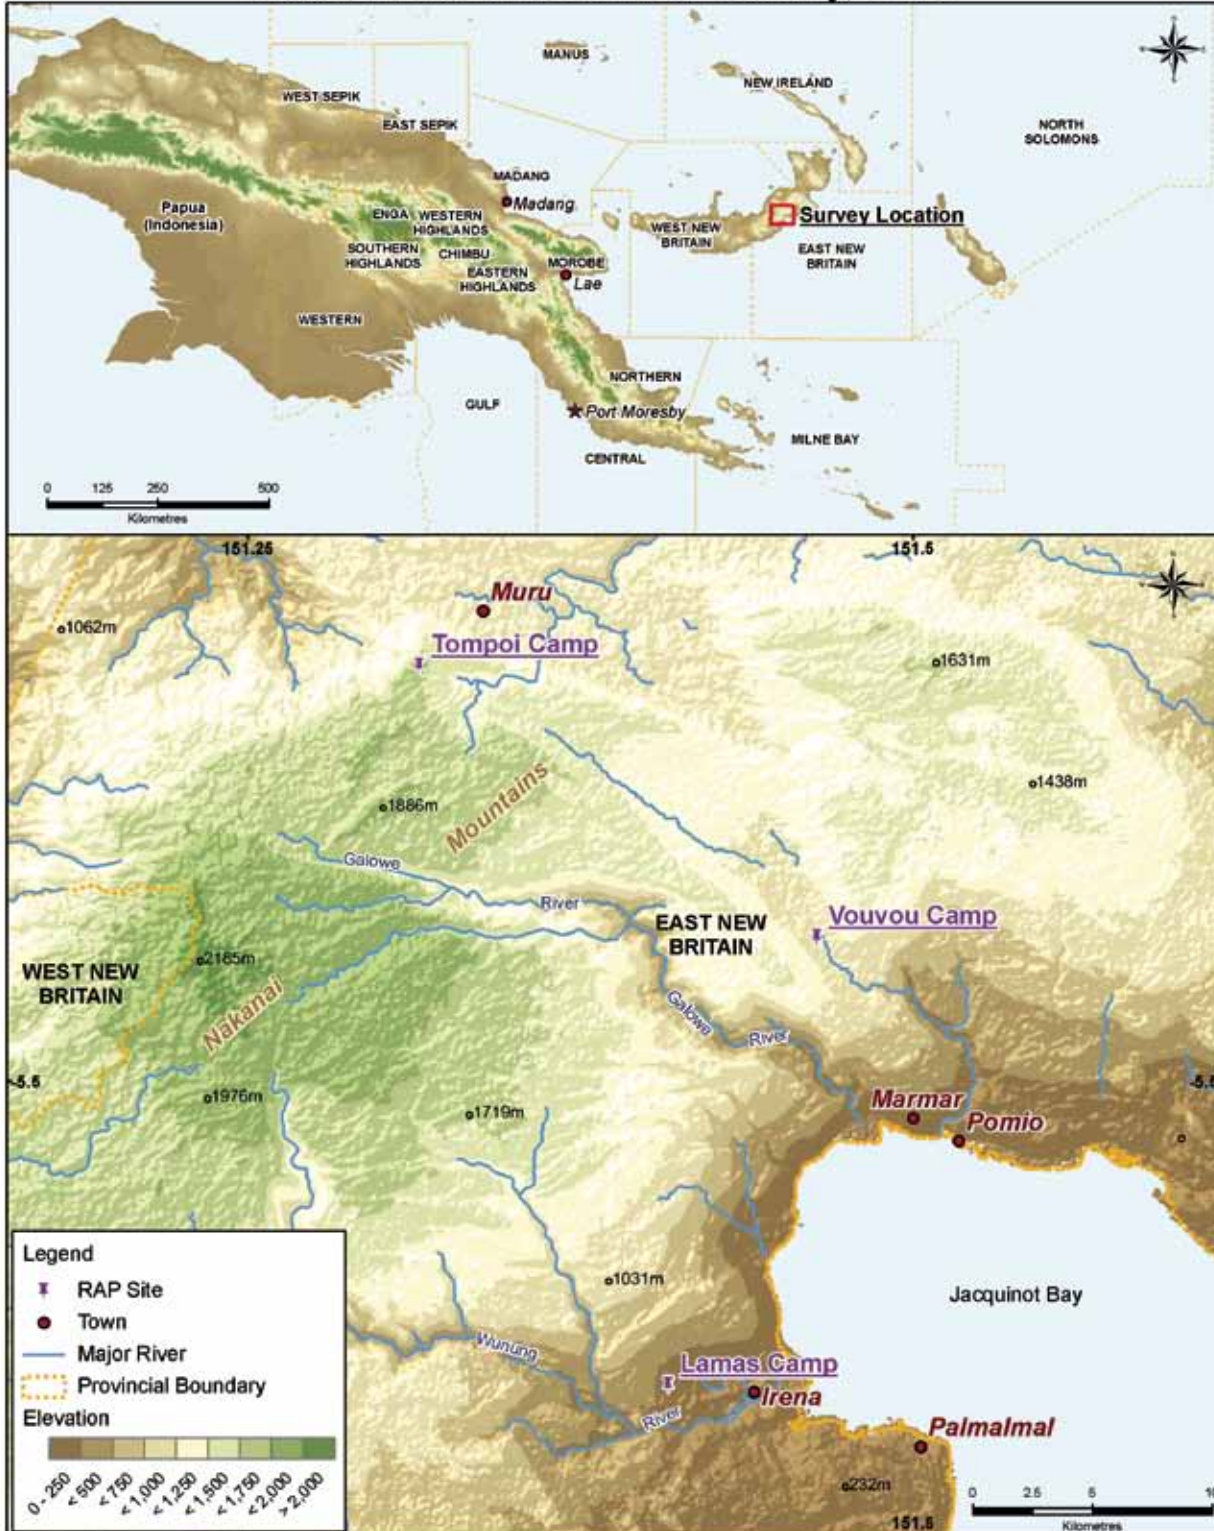 MANUS
NEW IRELAND
WEST SEPIK
EAST SEPIK
NORTH
SOLOMONS
MADANG
Madang
Papua
(Indonesia)
ENGA
WESTERN
HIGHLANDS
SOUTHERN
HIGHLANDS
CHIMBU
EASTERN
HIGHLANDS
MOROBE
Lae
WEST NEW
BRITAIN
Survey Location
EAST NEW
BRITAIN
WESTERN
NORTHERN
GULF
Port Moresby
MILNE BAY
CENTRAL
0 125 250 500
Kilometres
151.25
151.5
Muru
1062m
Tompoi Camp
1631m
1438m
1886m
Mountains
Galowe
River
EAST NEW
BRITAIN
Vouvou Camp
WEST NEW
BRITAIN
2185m
Nakanai
Galowe
River
-5.5
-5.5
1976m
1719m
Marmar
Pomio
Legend
RAP Site
Town
Major River
Provincial Boundary
Elevation
0 - 250
< 500
< 750
< 1,000
< 1,250
< 1,500
< 1,750
< 2,000
> 2,000
1031m
Jacquinot Bay
Wunung
River
Lamas Camp
Irena
Palmalmal
232m
151.5
0 2.5 5 10
Kilometres